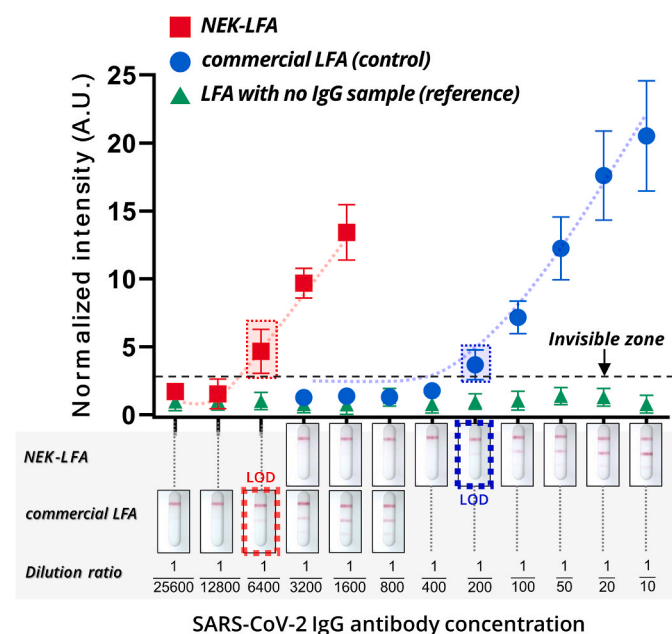 NEK-LFA
commercial LFA (control)
LFA with no IgG sample (reference)
Normalized intensity (A.U.)
25
20
15
10
5
0
Invisible zone
NEK-LFA
LOD
LOD
commercial LFA
Dilution ratio
1/25600 1/12800 1/6400 1/3200 1/1600 1/800 1/400 1/200 1/100 1/50 1/20 1/10
SARS-CoV-2 IgG antibody concentration